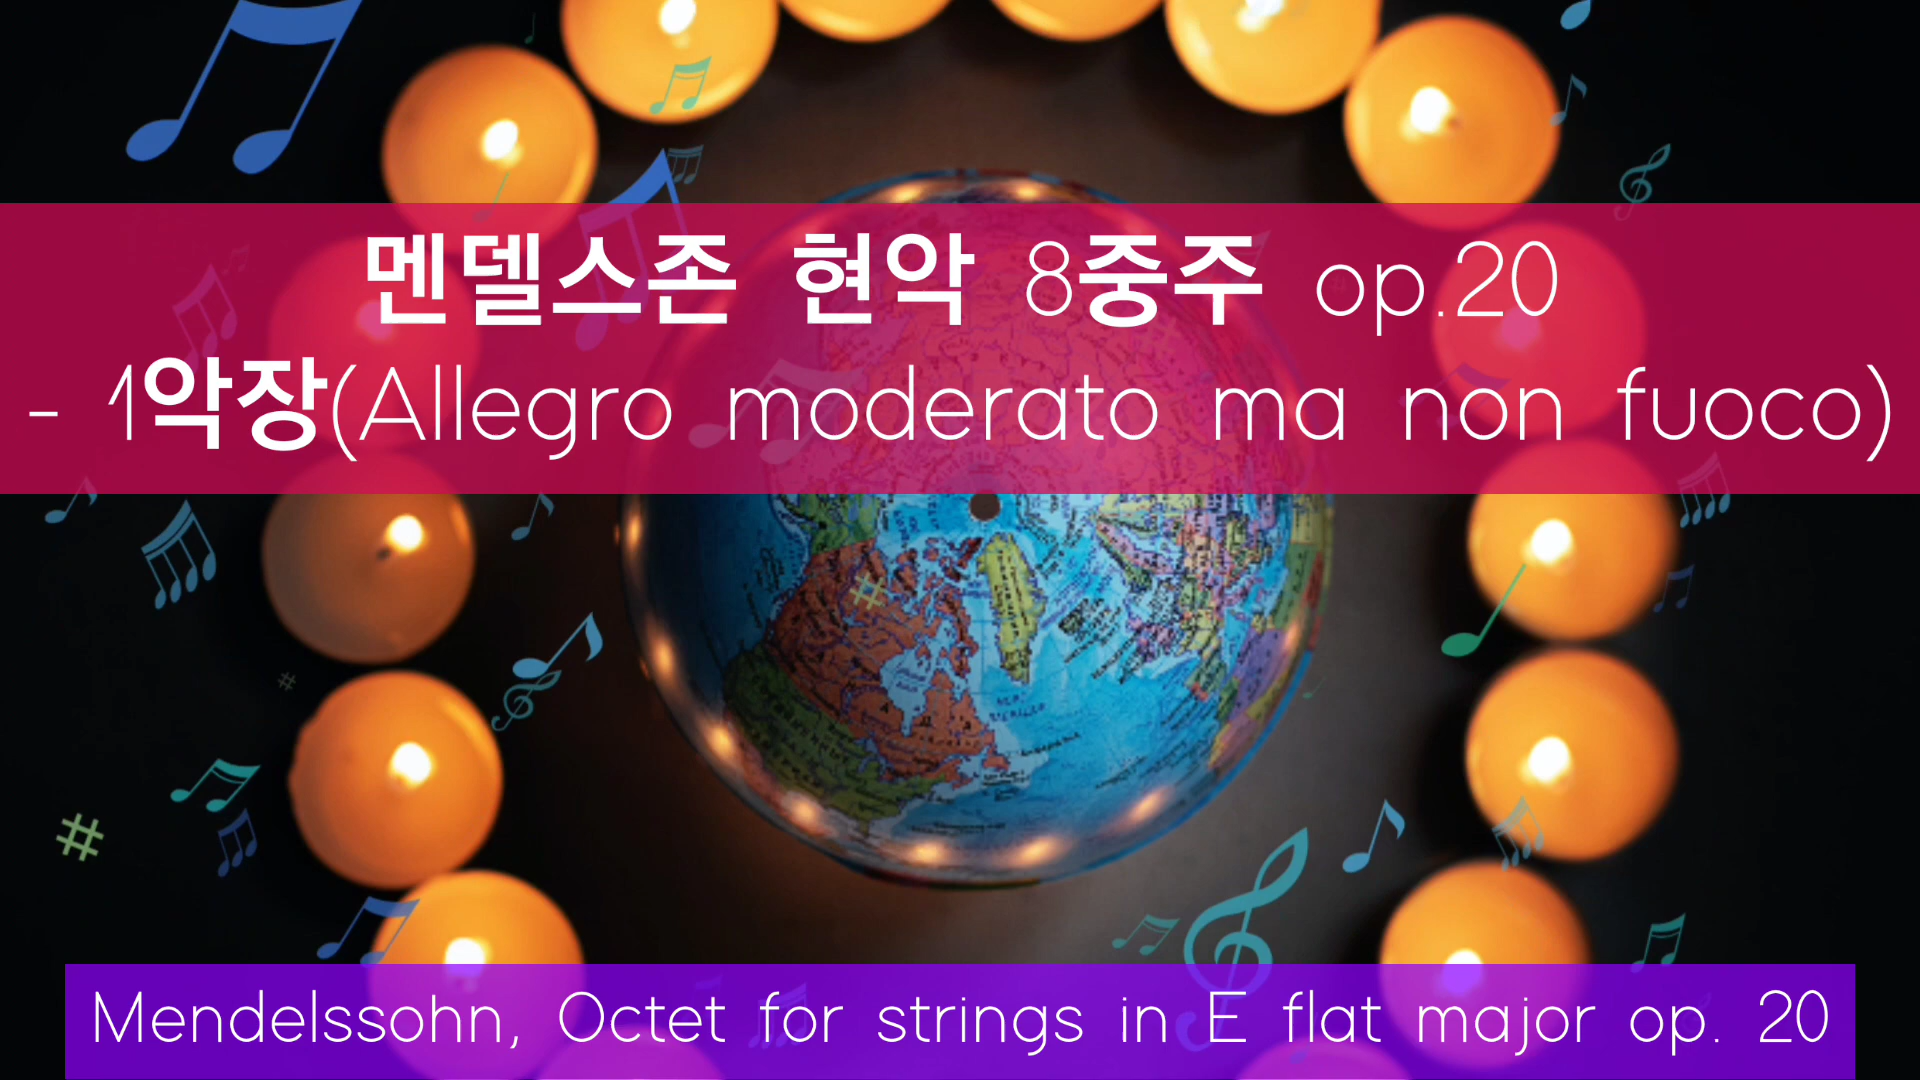 멘델스존 현악 8중주 op.20
- 1악장(Allegro moderato ma non fuoco)
Mendelssohn, Octet for strings in E flat major op. 20